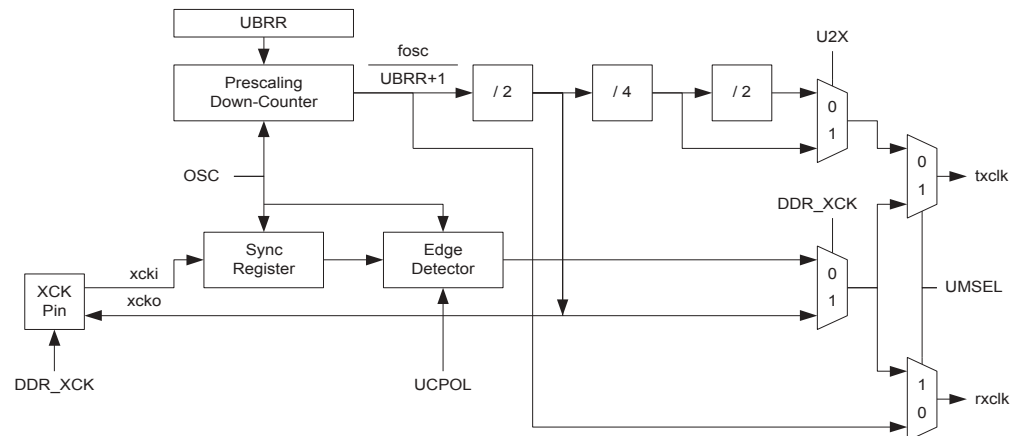 UBRR
fosc
U2X
Prescaling
Down-Counter
UBRR+1
/ 2
/ 4
/ 2
0
1
OSC
0
1
txclk
DDR_XCK
Sync
Register
Edge
Detector
xcki
0
1
UMSEL
XCK
Pin
xcko
DDR_XCK
UCPOL
1
0
rxclk